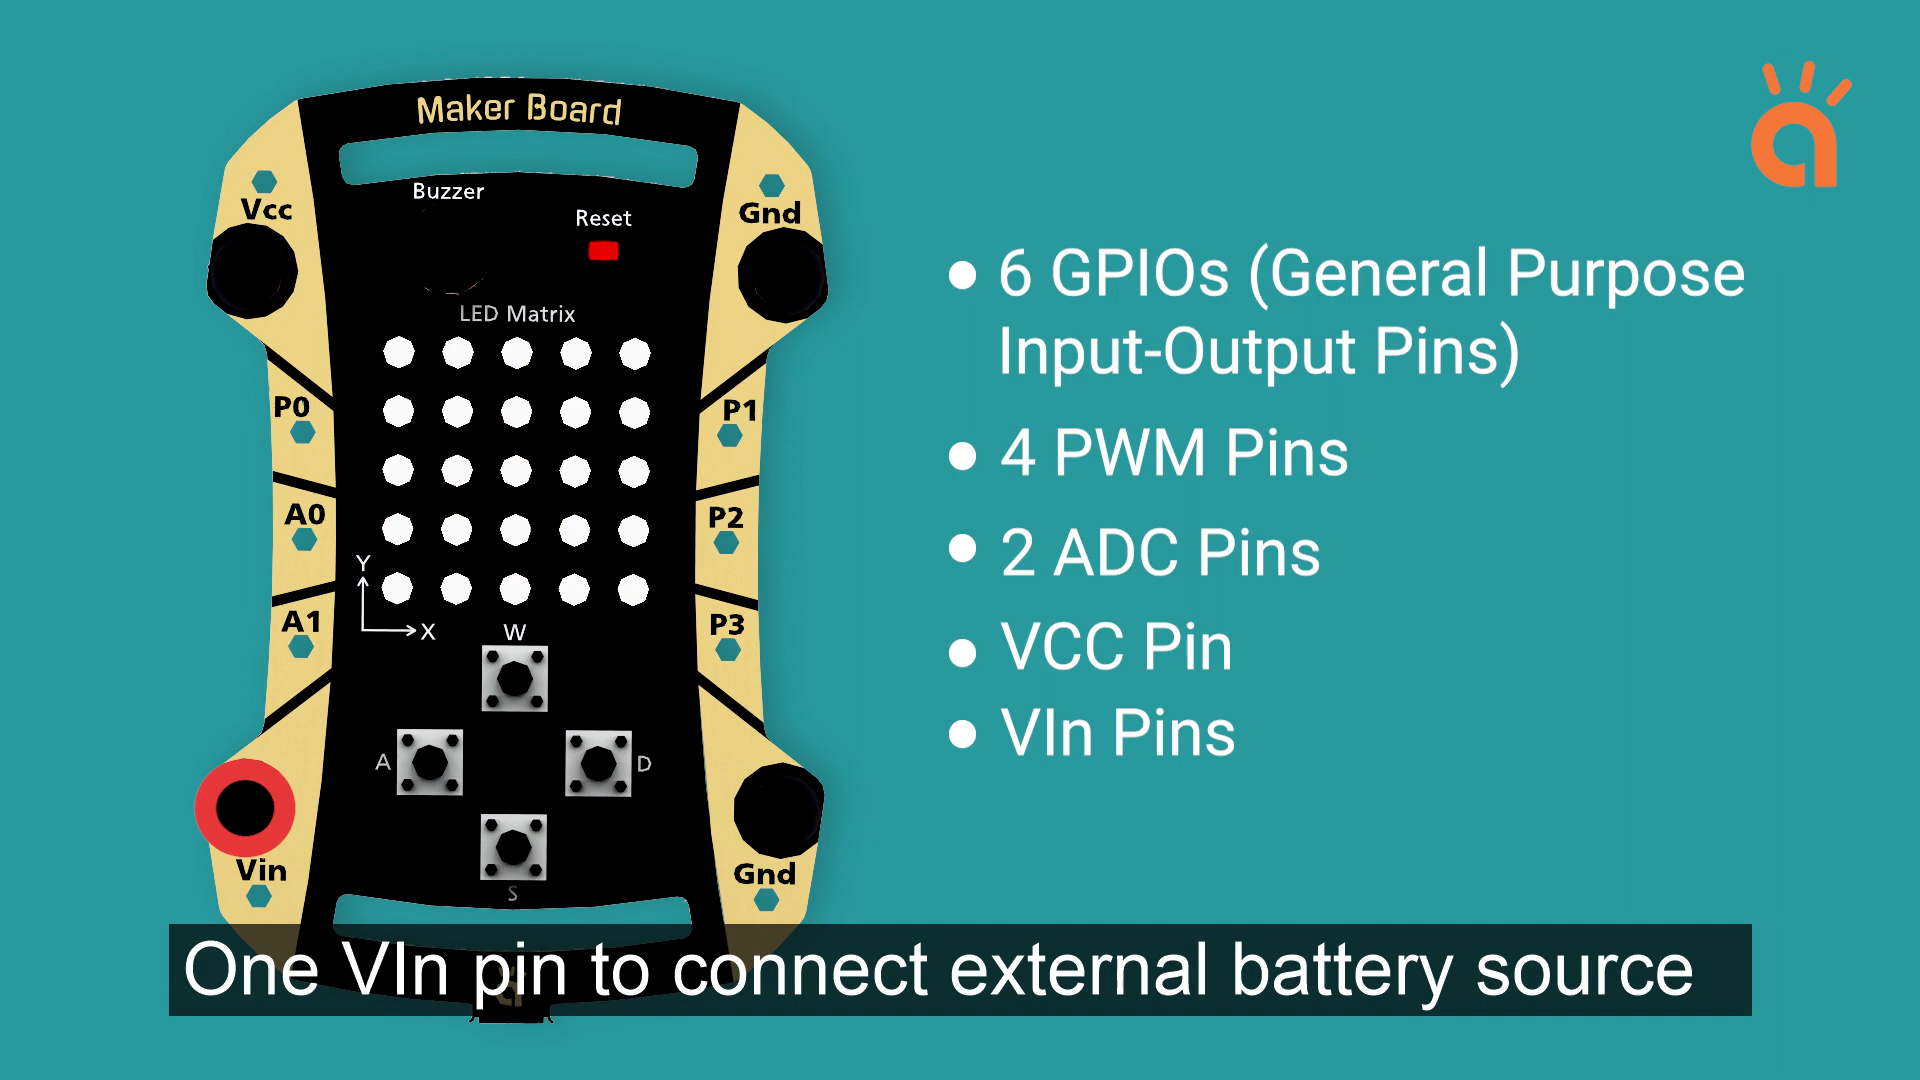 Maker Board
Buzzer
Reset
Vcc
Gnd
LED Matrix
P0
P1
A0
P2
A1
P3
Y
X
W
A
D
S
Vin
Gnd
6 GPIOs (General Purpose
Input-Output Pins)
4 PWM Pins
2 ADC Pins
VCC Pin
VIn Pins
One VIn pin to connect external battery source